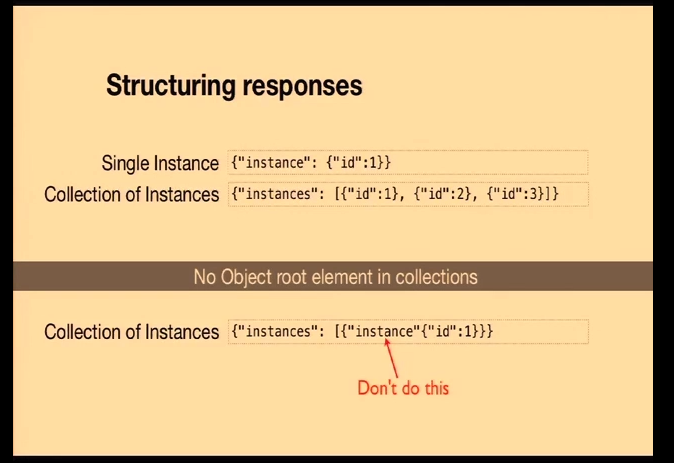 Structuring responses
Single Instance {"instance": {"id":1}}
Collection of Instances {"instances": [{"id":1}, {"id":2}, {"id":3}]}
No Object root element in collections
Collection of Instances {"instances": [{"instance"{"id":1}}}
Don't do this